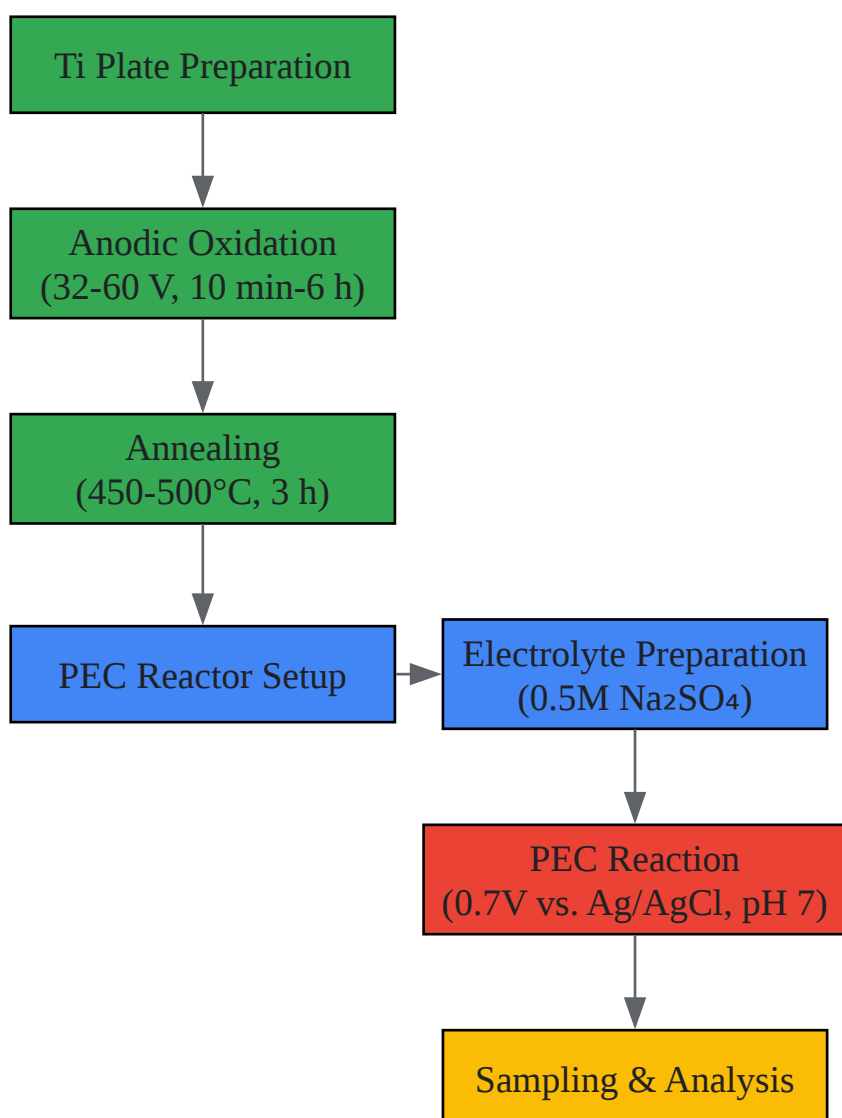 Ti Plate Preparation
Anodic Oxidation
(32-60 V, 10 min-6 h)
Annealing
(450-500°C, 3 h)
PEC Reactor Setup
Electrolyte Preparation
(0.5M Na₂SO₄)
PEC Reaction
(0.7V vs. Ag/AgCl, pH 7)
Sampling & Analysis